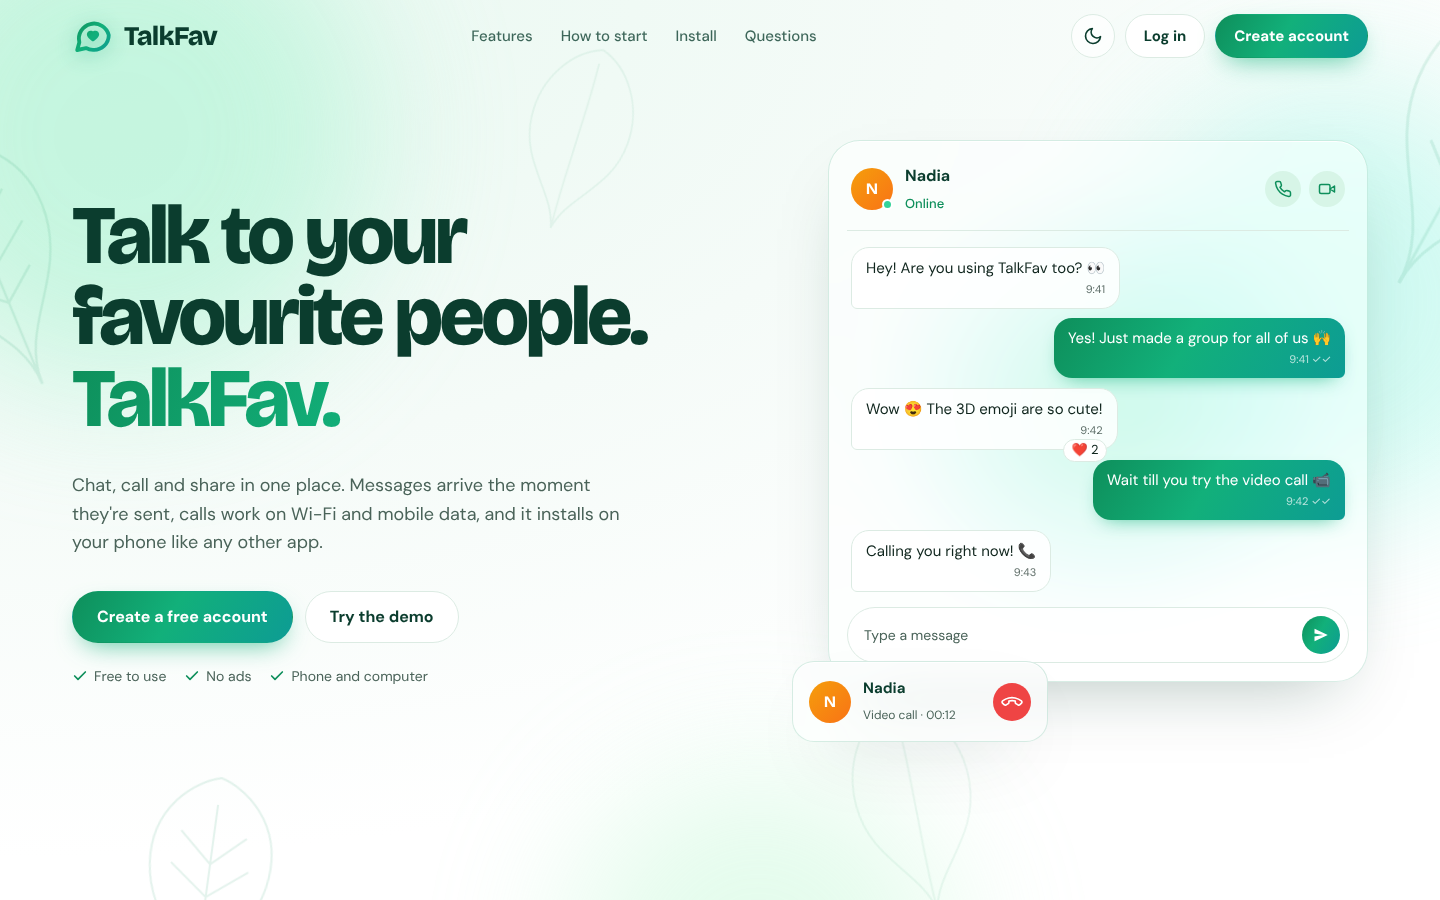 TalkFav
Features
How to start
Install
Questions
Log in
Create account
Talk to your
favourite people.
TalkFav.
Chat, call and share in one place. Messages arrive the moment
they're sent, calls work on Wi-Fi and mobile data, and it installs on
your phone like any other app.
Create a free account
Try the demo
Free to use
No ads
Phone and computer
N
Nadia
Online
Hey! Are you using TalkFav too? 👀
9:41
Yes! Just made a group for all of us 🙌
9:41 ✓✓
Wow 😍 The 3D emoji are so cute!
9:42
❤️ 2
Wait till you try the video call 📹
9:42 ✓✓
Calling you right now! 📞
9:43
Type a message
N
Nadia
Video call · 00:12